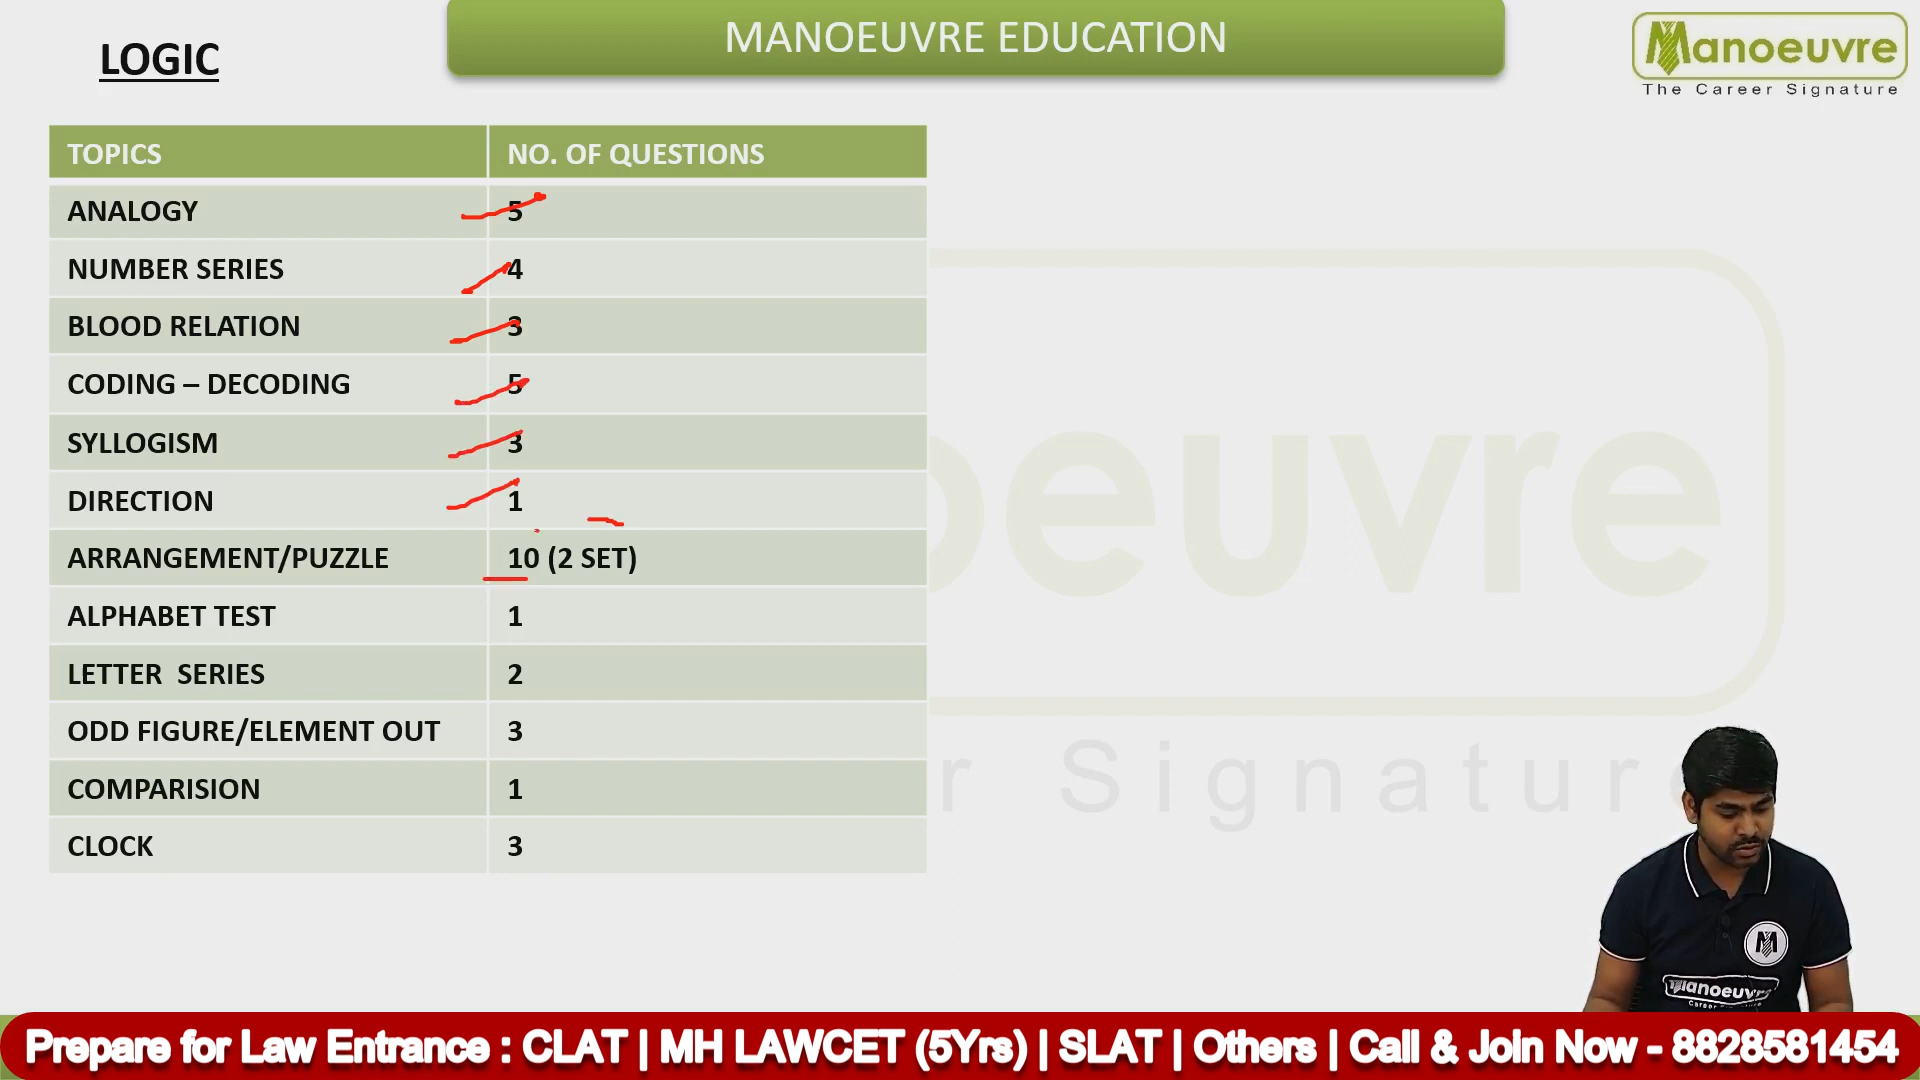 LOGIC
MANOEUVRE EDUCATION
Manoeuvre
The Career Signature
TOPICS NO. OF QUESTIONS
ANALOGY 5
NUMBER SERIES 4
BLOOD RELATION 3
CODING – DECODING 5
SYLLOGISM 3
DIRECTION 1
ARRANGEMENT/PUZZLE 10 (2 SET)
ALPHABET TEST 1
LETTER SERIES 2
ODD FIGURE/ELEMENT OUT 3
COMPARISION 1
CLOCK 3
oeuvre
r Signature
M
Manoeuvre
Prepare for Law Entrance : CLAT | MH LAWCET (5Yrs) | SLAT | Others | Call & Join Now - 8828581454